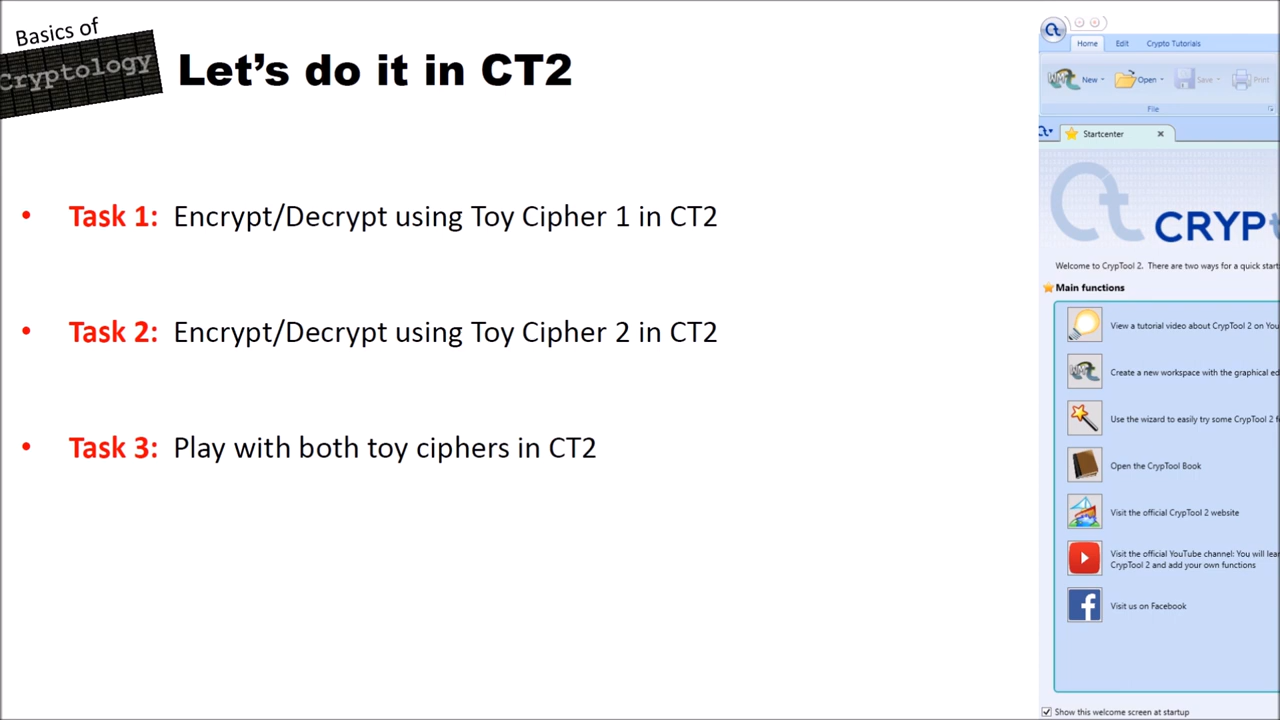 Basics of
Cryptology
Let's do it in CT2
• Task 1: Encrypt/Decrypt using Toy Cipher 1 in CT2
• Task 2: Encrypt/Decrypt using Toy Cipher 2 in CT2
• Task 3: Play with both toy ciphers in CT2
Home Edit Crypto Tutorials
New Open Save Print
File
Startcenter
CRYPT
Welcome to CrypTool 2. There are two ways for a quick start
Main functions
View a tutorial video about CrypTool 2 on You
Create a new workspace with the graphical ed
Use the wizard to easily try some CrypTool 2 f
Open the CrypTool Book
Visit the official CrypTool 2 website
Visit the official YouTube channel: You will lea
CrypTool 2 and add your own functions
Visit us on Facebook
Show this welcome screen at startup